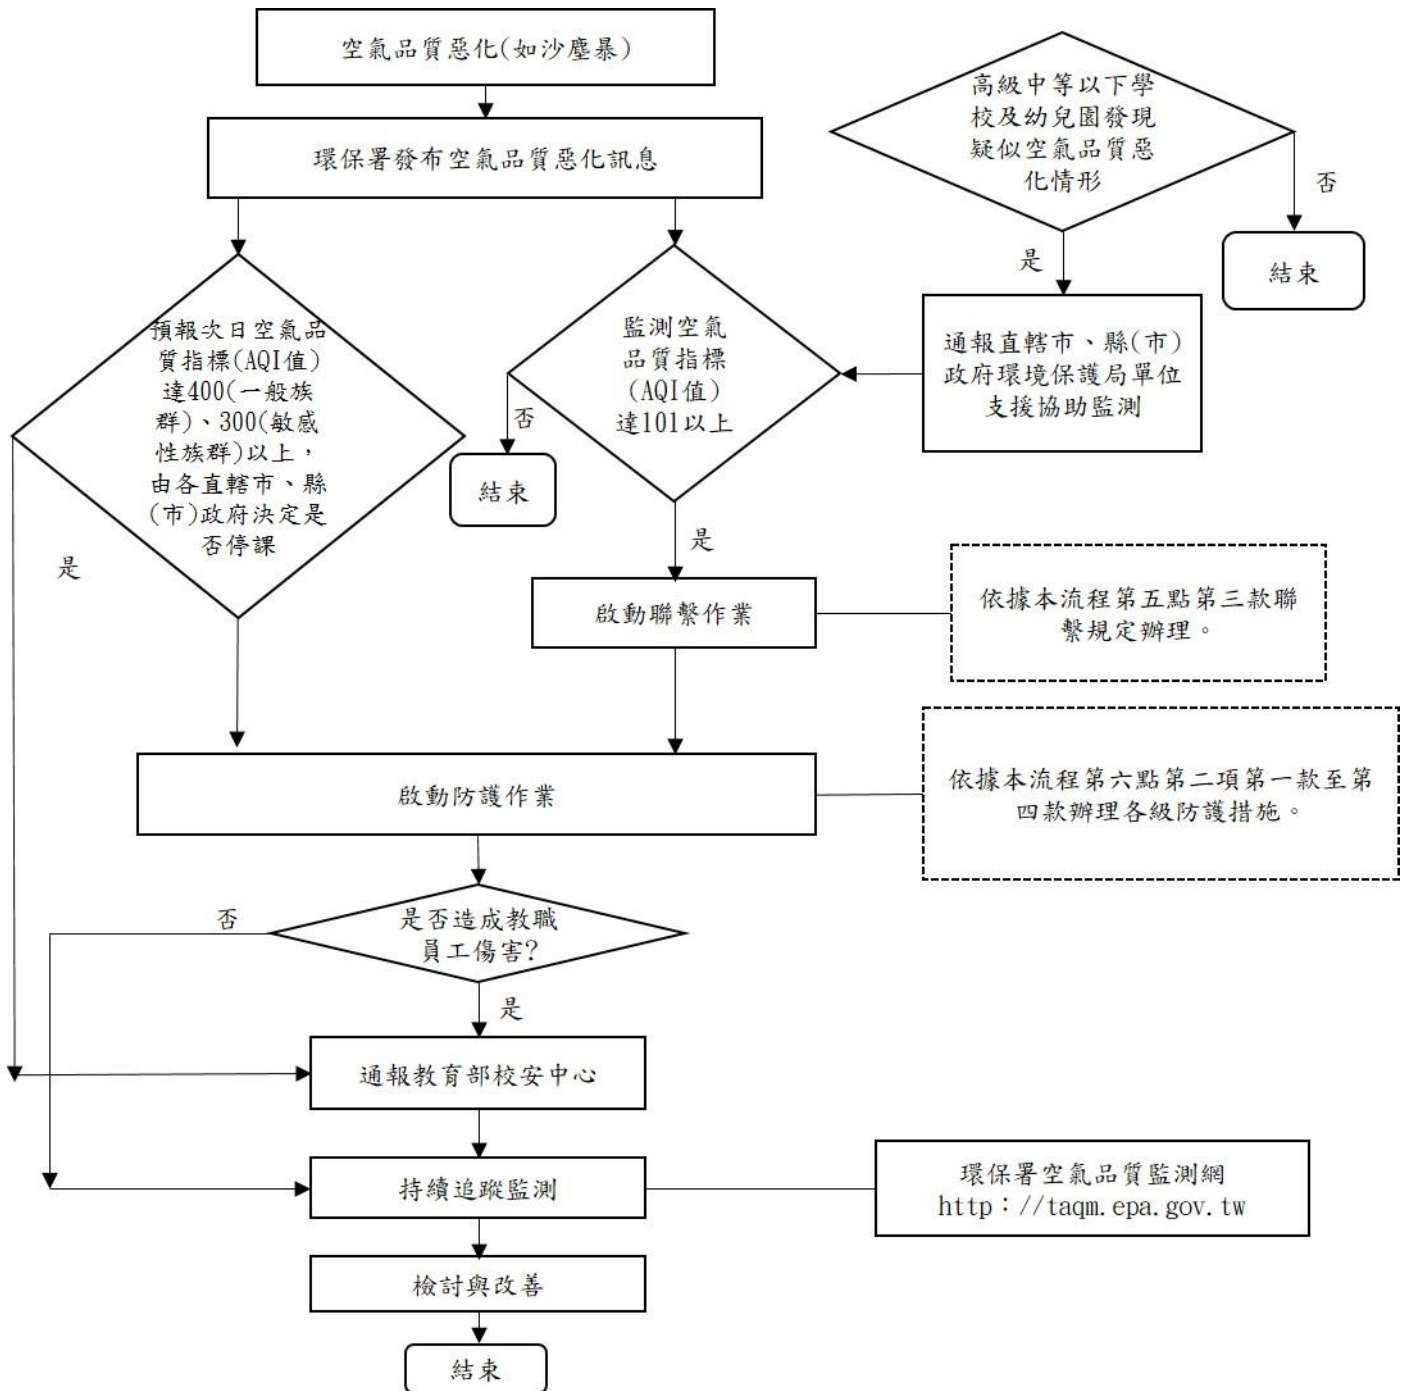 空氣品質惡化(如沙塵暴)
環保署發布空氣品質惡化訊息
高級中等以下學
校及幼兒園發現
疑似空氣品質惡
化情形
否
結束
是
通報直轄市、縣(市)
政府環境保護局單位
支援協助監測
預報次日空氣品
質指標(AQI值)
達400(一般族
群)、300(敏感
性族群)以上，
由各直轄市、縣
(市)政府決定是
否停課
是
監測空氣
品質指標
(AQI值)
達101以上
否
結束
是
啟動聯繫作業
依據本流程第五點第三款聯
繫規定辦理。
啟動防護作業
依據本流程第六點第二項第一款至第
四款辦理各級防護措施。
是否造成教職
員工傷害?
否
是
通報教育部校安中心
持續追蹤監測
環保署空氣品質監測網
http：//taqm.epa.gov.tw
檢討與改善
結束